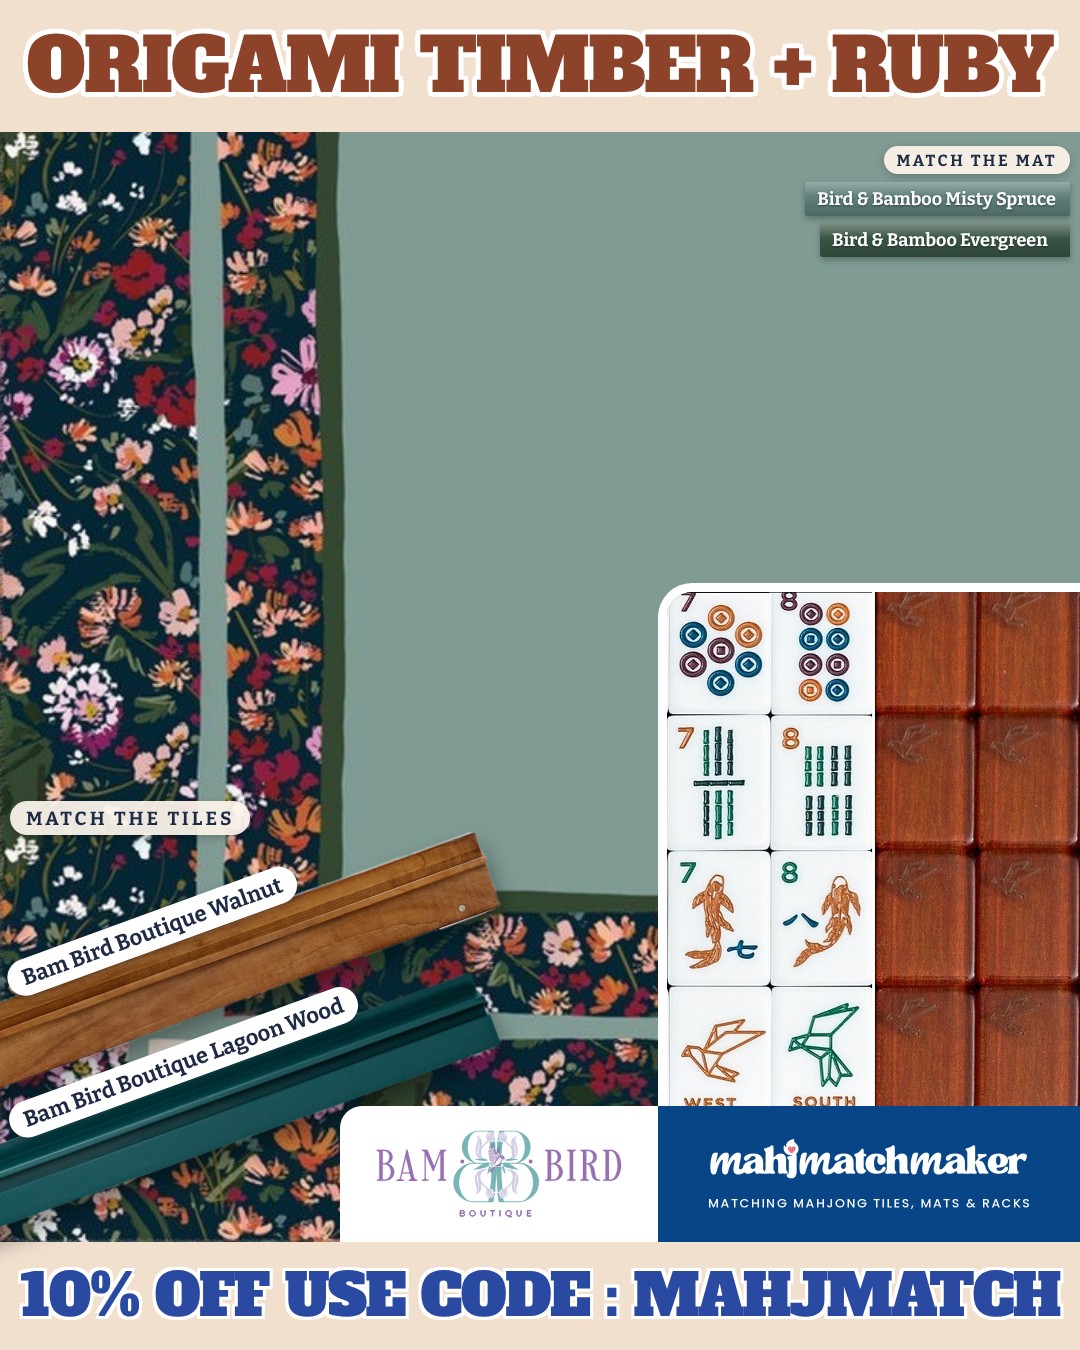 ORIGAMI TIMBER + RUBY
MATCH THE MAT
Bird & Bamboo Misty Spruce
Bird & Bamboo Evergreen
7 8
7 8
7 8
七 八
WEST SOUTH
MATCH THE TILES
Bam Bird Boutique Walnut
Bam Bird Boutique Lagoon Wood
BAM BIRD
BOUTIQUE
mahjmatchmaker
MATCHING MAHJONG TILES, MATS & RACKS
10% OFF USE CODE : MAHJMATCH